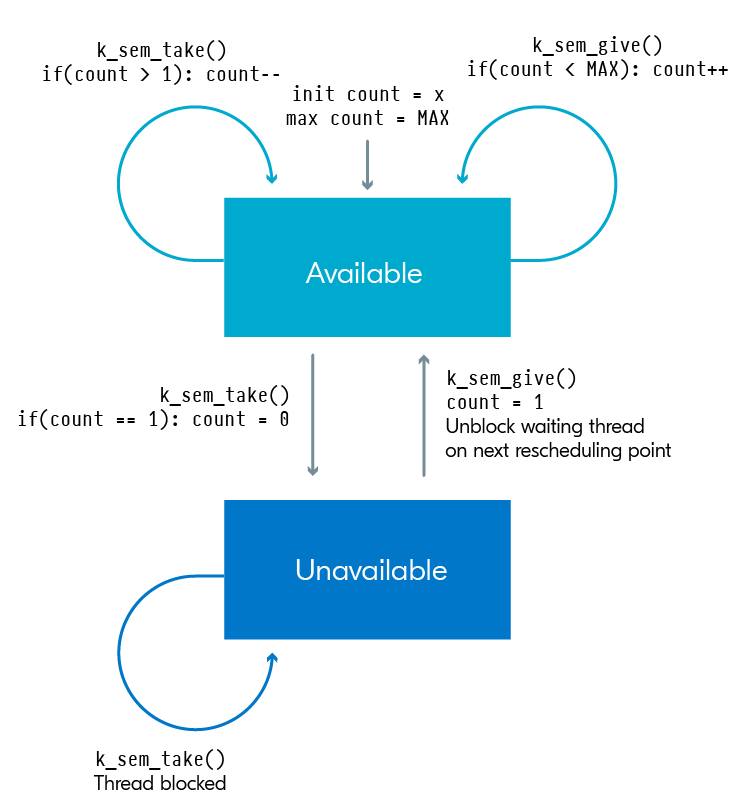 k_sem_take()
if(count > 1): count--
k_sem_give()
if(count < MAX): count++
init count = x
max count = MAX
Available
k_sem_take()
if(count == 1): count = 0
k_sem_give()
count = 1
Unblock waiting thread
on next rescheduling point
Unavailable
k_sem_take()
Thread blocked